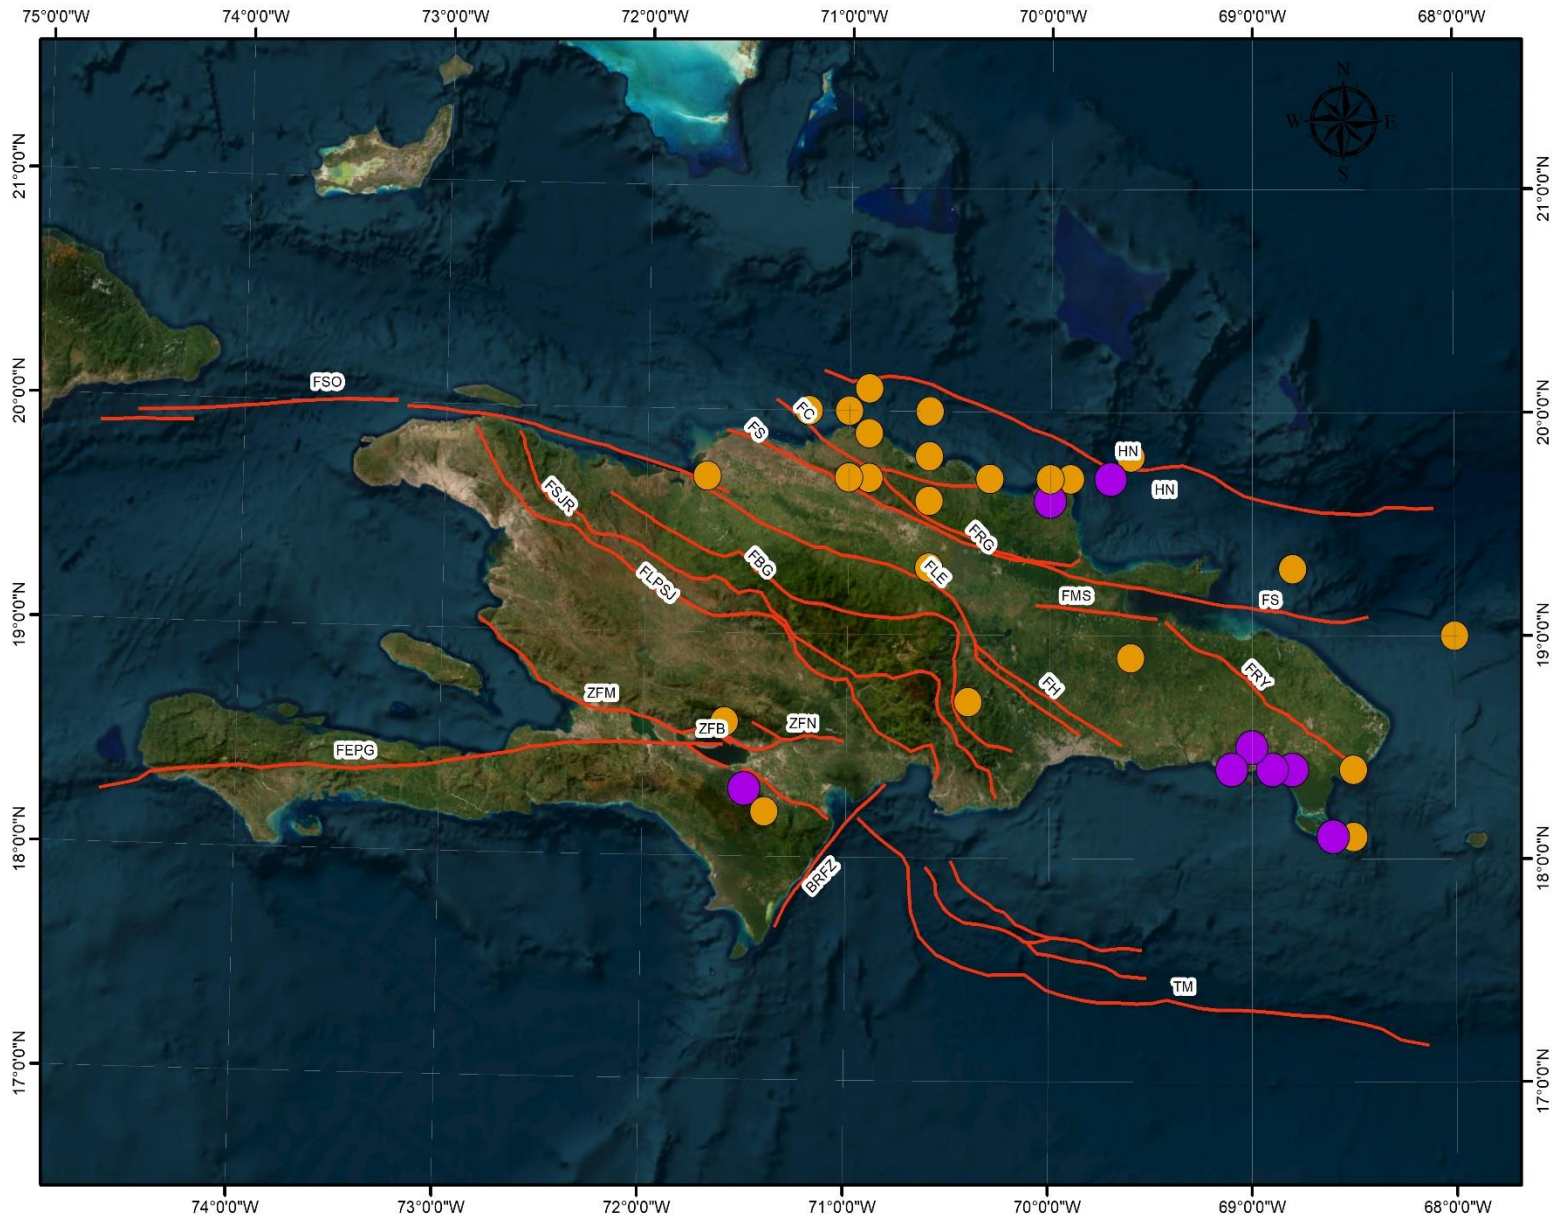 75°0'0"W 74°0'0"W 73°0'0"W 72°0'0"W 71°0'0"W 70°0'0"W 69°0'0"W 68°0'0"W
N
W E
S
21°0'0"N 21°0'0"N
FSO
20°0'0"N 20°0'0"N
FC
FS
HN
HN
FSJR
FRG
FBG
FLE
FLPSJ
FMS
FS
19°0'0"N 19°0'0"N
FRY
FH
ZFM
ZFN
ZFB
FEPG
18°0'0"N 18°0'0"N
BRFZ
TM
17°0'0"N 17°0'0"N
74°0'0"W 73°0'0"W 72°0'0"W 71°0'0"W 70°0'0"W 69°0'0"W 68°0'0"W